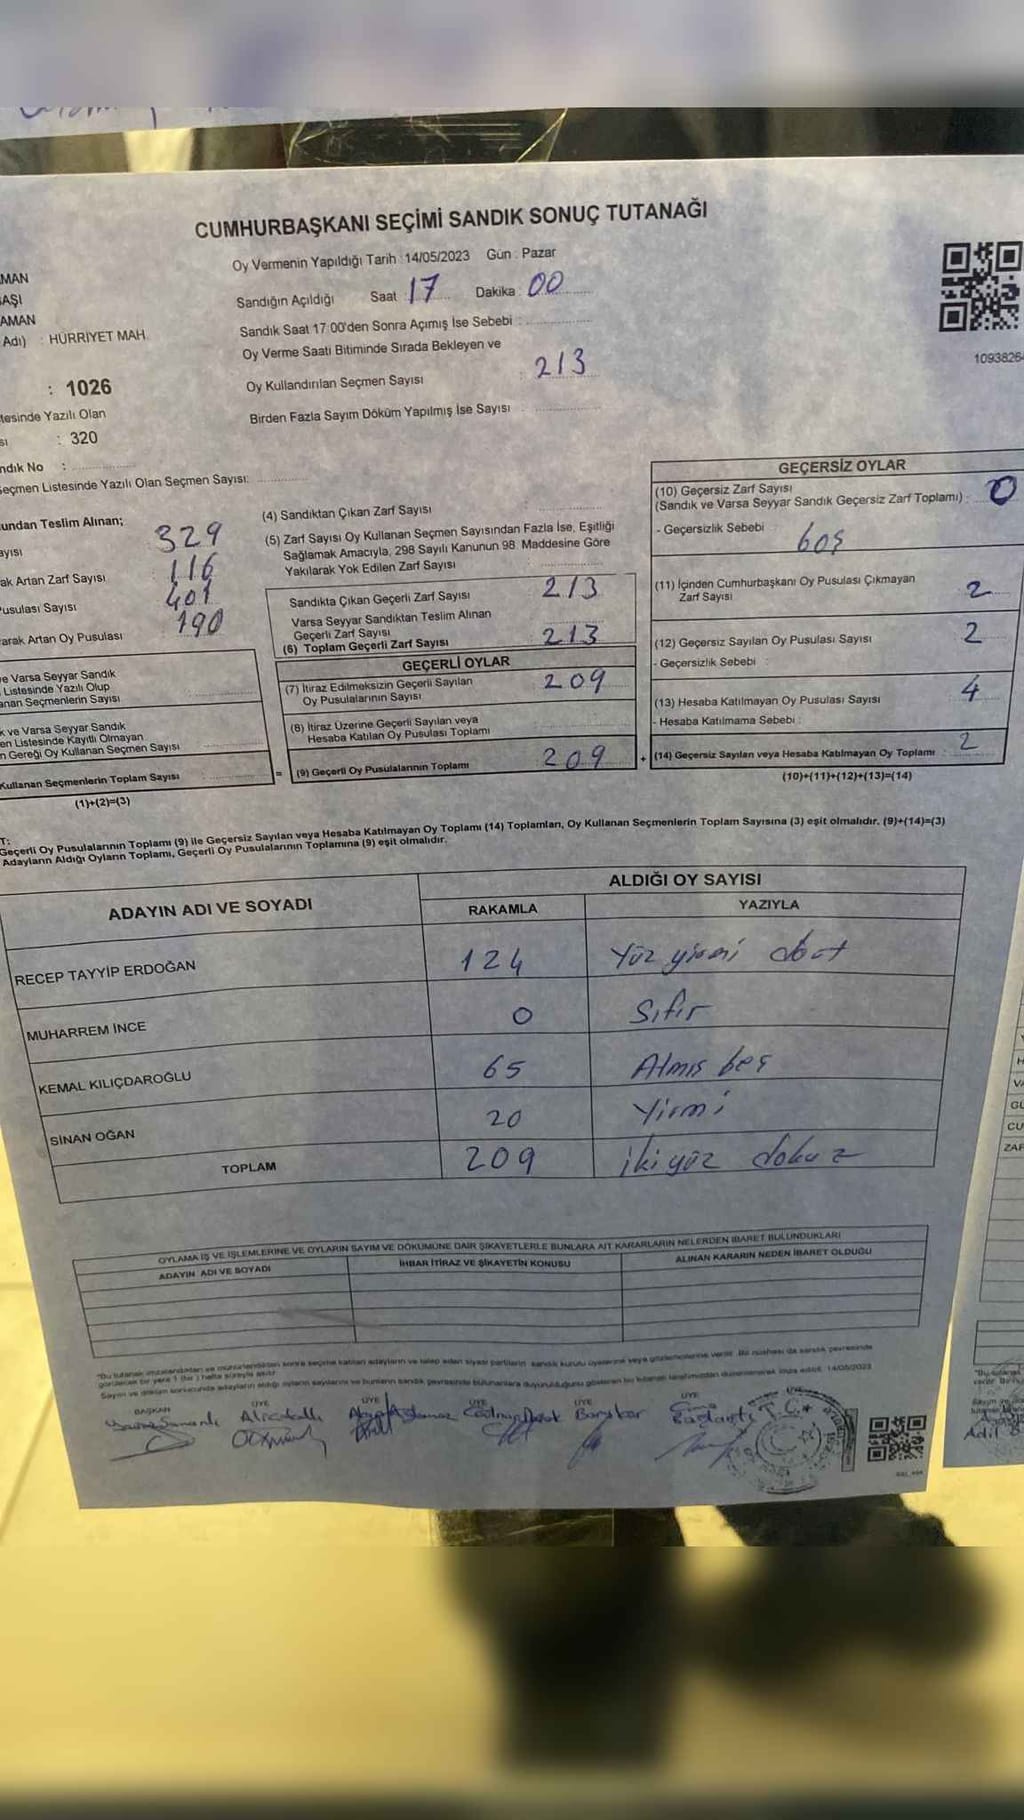 CUMHURBAŞKANI SEÇİMİ SANDIK SONUÇ TUTANAĞI
Oy Vermenin Yapıldığı Tarih : 14/05/2023 Gün : Pazar
Sandığın Açıldığı Saat : 17 Dakika : 00
Sandık Saat 17:00'den Sonra Açımış İse Sebebi :
Oy Verme Saati Bitiminde Sırada Bekleyen ve
Oy Kullandırılan Seçmen Sayısı : 213
Birden Fazla Sayım Döküm Yapılmış İse Sayısı :
MAN
AŞI
AMAN
Adı) : HÜRRİYET MAH.
: 1026
tesinde Yazılı Olan
sı : 320
ndık No :
eçmen Listesinde Yazılı Olan Seçmen Sayısı:
1093826
undan Teslim Alınan;
ayısı 329
ak Artan Zarf Sayısı 116
usulası Sayısı 401
arak Artan Oy Pusulası 190
ve Varsa Seyyar Sandık
Listesinde Yazılı Olup
anan Seçmenlerin Sayısı
k ve Varsa Seyyar Sandık
en Listesinde Kayıtlı Olmayan
n Gereği Oy Kullanan Seçmen Sayısı
Kullanan Seçmenlerin Toplam Sayısı
(1)+(2)=(3)
(4) Sandıktan Çıkan Zarf Sayısı
(5) Zarf Sayısı Oy Kullanan Seçmen Sayısından Fazla İse, Eşitliği
Sağlamak Amacıyla, 298 Sayılı Kanunun 98. Maddesine Göre
Yakılarak Yok Edilen Zarf Sayısı
Sandıkta Çıkan Geçerli Zarf Sayısı 213
Varsa Seyyar Sandıktan Teslim Alınan
Geçerli Zarf Sayısı
(6) Toplam Geçerli Zarf Sayısı 213
GEÇERLİ OYLAR
(7) İtiraz Edilmeksizin Geçerli Sayılan
Oy Pusulalarının Sayısı 209
(8) İtiraz Üzerine Geçerli Sayılan veya
Hesaba Katılan Oy Pusulası Toplamı
= (9) Geçerli Oy Pusulalarının Toplamı 209 +
GEÇERSİZ OYLAR
(10) Geçersiz Zarf Sayısı
(Sandık ve Varsa Seyyar Sandık Geçersiz Zarf Toplamı) : 0
- Geçersizlik Sebebi boş
(11) İçinden Cumhurbaşkanı Oy Pusulası Çıkmayan
Zarf Sayısı 2
(12) Geçersiz Sayılan Oy Pusulası Sayısı 2
- Geçersizlik Sebebi :
(13) Hesaba Katılmayan Oy Pusulası Sayısı 4
- Hesaba Katılmama Sebebi :
(14) Geçersiz Sayılan veya Hesaba Katılmayan Oy Toplamı 2
(10)+(11)+(12)+(13)=(14)
T:
Geçerli Oy Pusulalarının Toplamı (9) ile Geçersiz Sayılan veya Hesaba Katılmayan Oy Toplamı (14) Toplamları, Oy Kullanan Seçmenlerin Toplam Sayısına (3) eşit olmalıdır. (9)+(14)=(3)
Adayların Aldığı Oyların Toplamı, Geçerli Oy Pusulalarının Toplamına (9) eşit olmalıdır.
ADAYIN ADI VE SOYADI
ALDIĞI OY SAYISI
RAKAMLA YAZIYLA
RECEP TAYYİP ERDOĞAN 124 Yüz yirmi dört
MUHARREM İNCE 0 Sıfır
KEMAL KILIÇDAROĞLU 65 Atmış beş
SİNAN OĞAN 20 Yirmi
TOPLAM 209 İkiyüz dokuz
OYLAMA İŞ VE İŞLEMLERİNE VE OYLARIN SAYIM VE DÖKÜMÜNE DAİR ŞİKAYETLERLE BUNLARA AİT KARARLARIN NELERDEN İBARET BULUNDUKLARI
ADAYIN ADI VE SOYADI İHBAR İTİRAZ VE ŞİKAYETİN KONUSU ALINAN KARARIN NEDEN İBARET OLDUĞU
BAŞKAN ÜYE ÜYE ÜYE ÜYE ÜYE